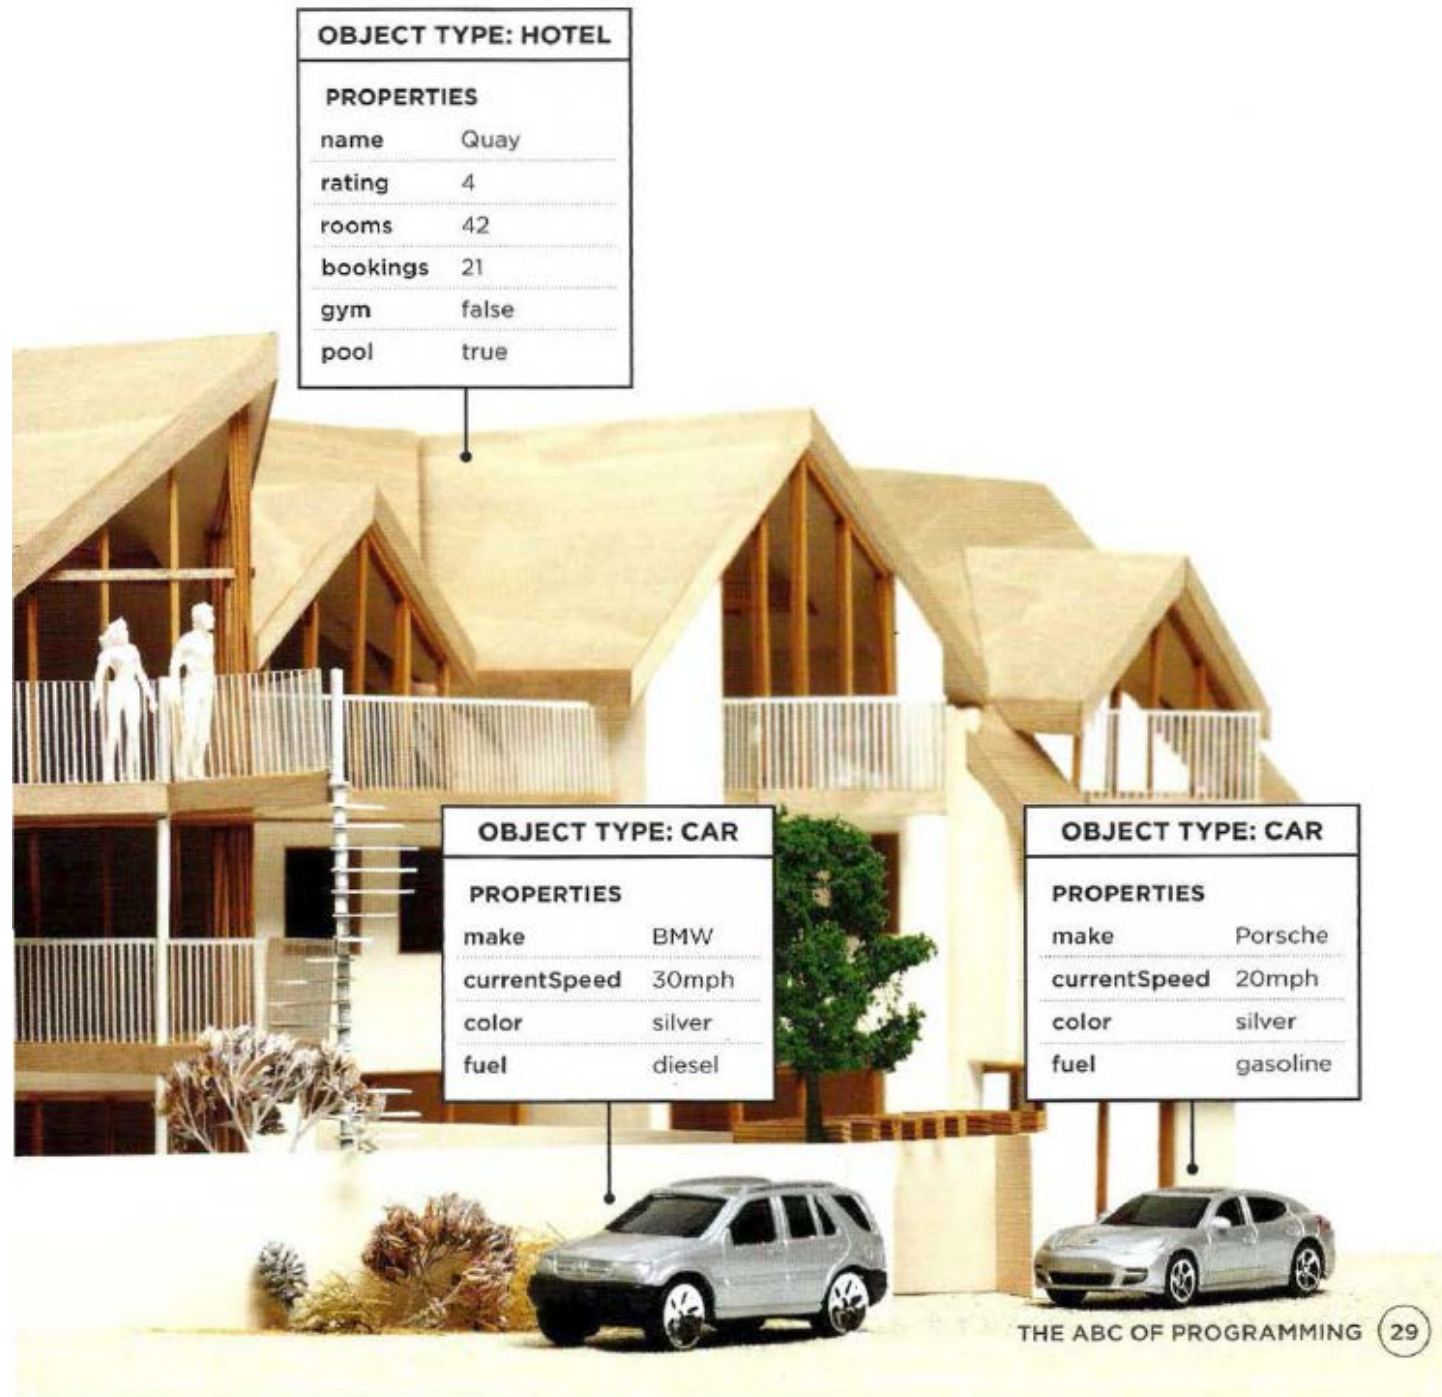 OBJECT TYPE: HOTEL
PROPERTIES
name Quay
rating 4
rooms 42
bookings 21
gym false
pool true
OBJECT TYPE: CAR
PROPERTIES
make BMW
currentSpeed 30mph
color silver
fuel diesel
OBJECT TYPE: CAR
PROPERTIES
make Porsche
currentSpeed 20mph
color silver
fuel gasoline
THE ABC OF PROGRAMMING 29